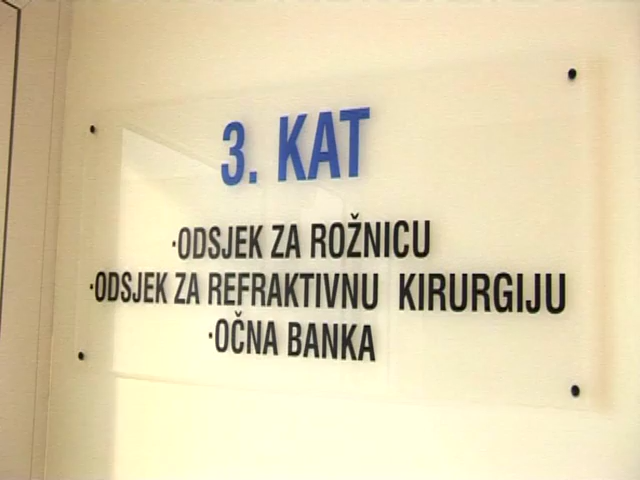 3. KAT
·ODSJEK ZA ROŽNICU
·ODSJEK ZA REFRAKTIVNU KIRURGIJU
·OČNA BANKA